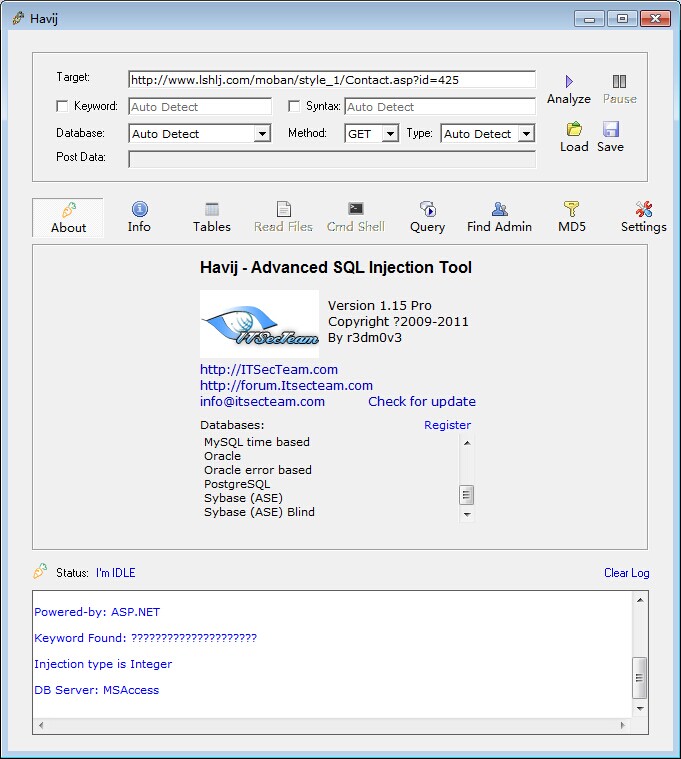 Havij
Target: http://www.lshlj.com/moban/style_1/Contact.asp?id=425
Analyze Pause
Keyword: Auto Detect Syntax: Auto Detect
Database: Auto Detect Method: GET Type: Auto Detect
Load Save
Post Data:
About Info Tables Read Files Cmd Shell Query Find Admin MD5 Settings
Havij - Advanced SQL Injection Tool
ITSecTeam
Version 1.15 Pro
Copyright ?2009-2011
By r3dm0v3
http://ITSecTeam.com
http://forum.Itsecteam.com
info@itsecteam.com Check for update
Databases: Register
MySQL time based
Oracle
Oracle error based
PostgreSQL
Sybase (ASE)
Sybase (ASE) Blind
Status: I'm IDLE Clear Log
Powered-by: ASP.NET
Keyword Found: ?????????????????????
Injection type is Integer
DB Server: MSAccess